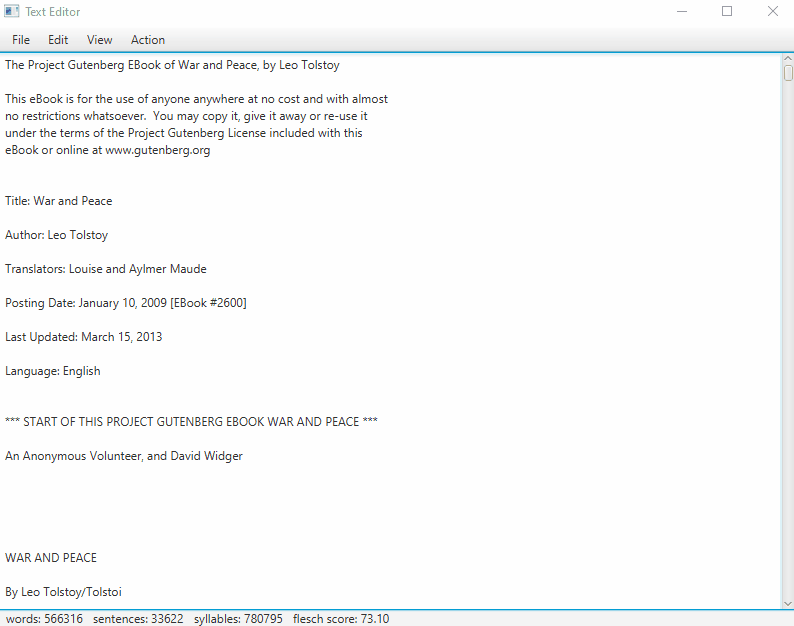 Text Editor
File Edit View Action
The Project Gutenberg EBook of War and Peace, by Leo Tolstoy
This eBook is for the use of anyone anywhere at no cost and with almost
no restrictions whatsoever.  You may copy it, give it away or re-use it
under the terms of the Project Gutenberg License included with this
eBook or online at www.gutenberg.org
Title: War and Peace
Author: Leo Tolstoy
Translators: Louise and Aylmer Maude
Posting Date: January 10, 2009 [EBook #2600]
Last Updated: March 15, 2013
Language: English
*** START OF THIS PROJECT GUTENBERG EBOOK WAR AND PEACE ***
An Anonymous Volunteer, and David Widger
WAR AND PEACE
By Leo Tolstoy/Tolstoi
words: 566316 sentences: 33622 syllables: 780795 flesch score: 73.10